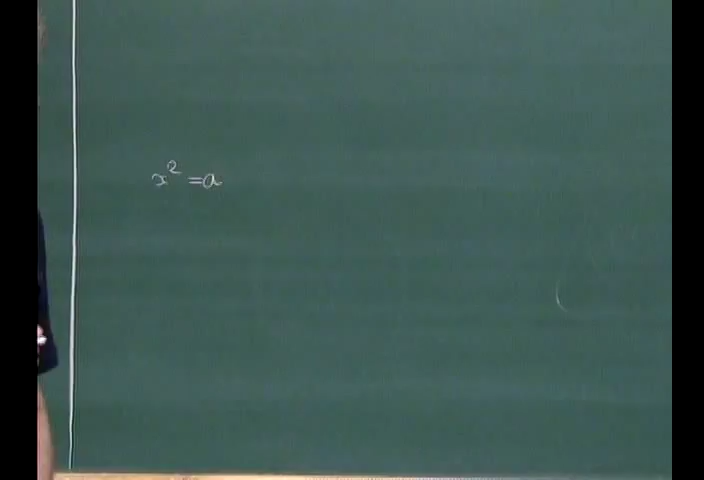 x² = a